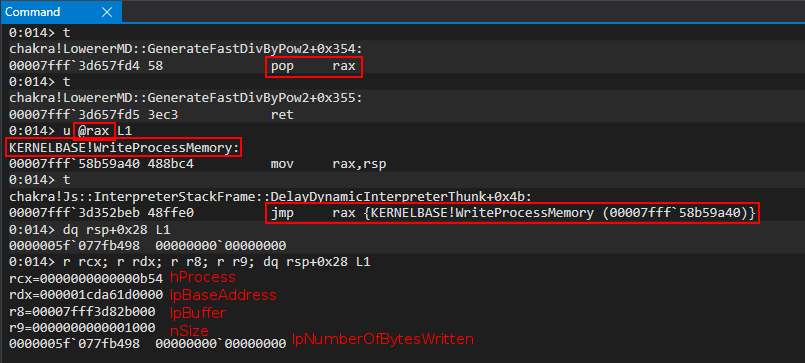 Command X
0:014> t
chakra!LowererMD::GenerateFastDivByPow2+0x354:
00007fff`3d657fd4 58 pop rax
0:014> t
chakra!LowererMD::GenerateFastDivByPow2+0x355:
00007fff`3d657fd5 3ec3 ret
0:014> u @rax L1
KERNELBASE!WriteProcessMemory:
00007fff`58b59a40 488bc4 mov rax,rsp
0:014> t
chakra!Js::InterpreterStackFrame::DelayDynamicInterpreterThunk+0x4b:
00007fff`3d352beb 48ffe0 jmp rax {KERNELBASE!WriteProcessMemory (00007fff`58b59a40)}
0:014> dq rsp+0x28 L1
0000005f`077fb498 00000000`00000000
0:014> r rcx; r rdx; r r8; r r9; dq rsp+0x28 L1
rcx=0000000000000b54 hProcess
rdx=000001cda61d0000 lpBaseAddress
r8=00007fff3d82b000 lpBuffer
r9=0000000000001000 nSize
0000005f`077fb498 00000000`00000000 lpNumberOfBytesWritten